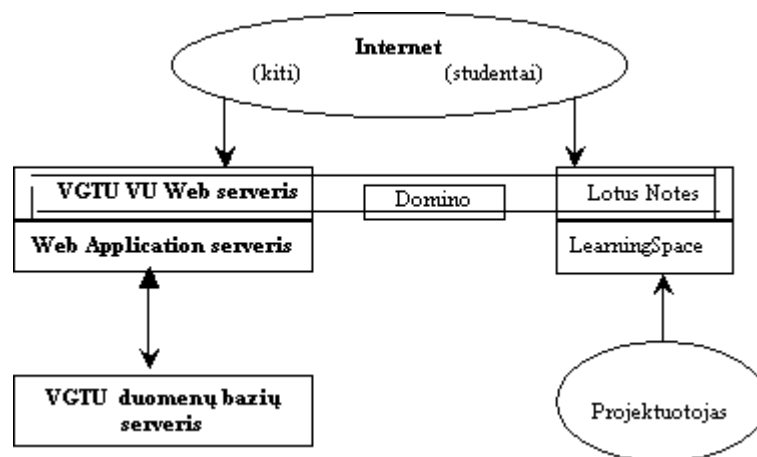 Internet
(kiti) (studentai)
VGTU VU Web serveris
Domino
Lotus Notes
Web Application serveris
LearningSpace
VGTU duomenų bazių
serveris
Projektuotojas